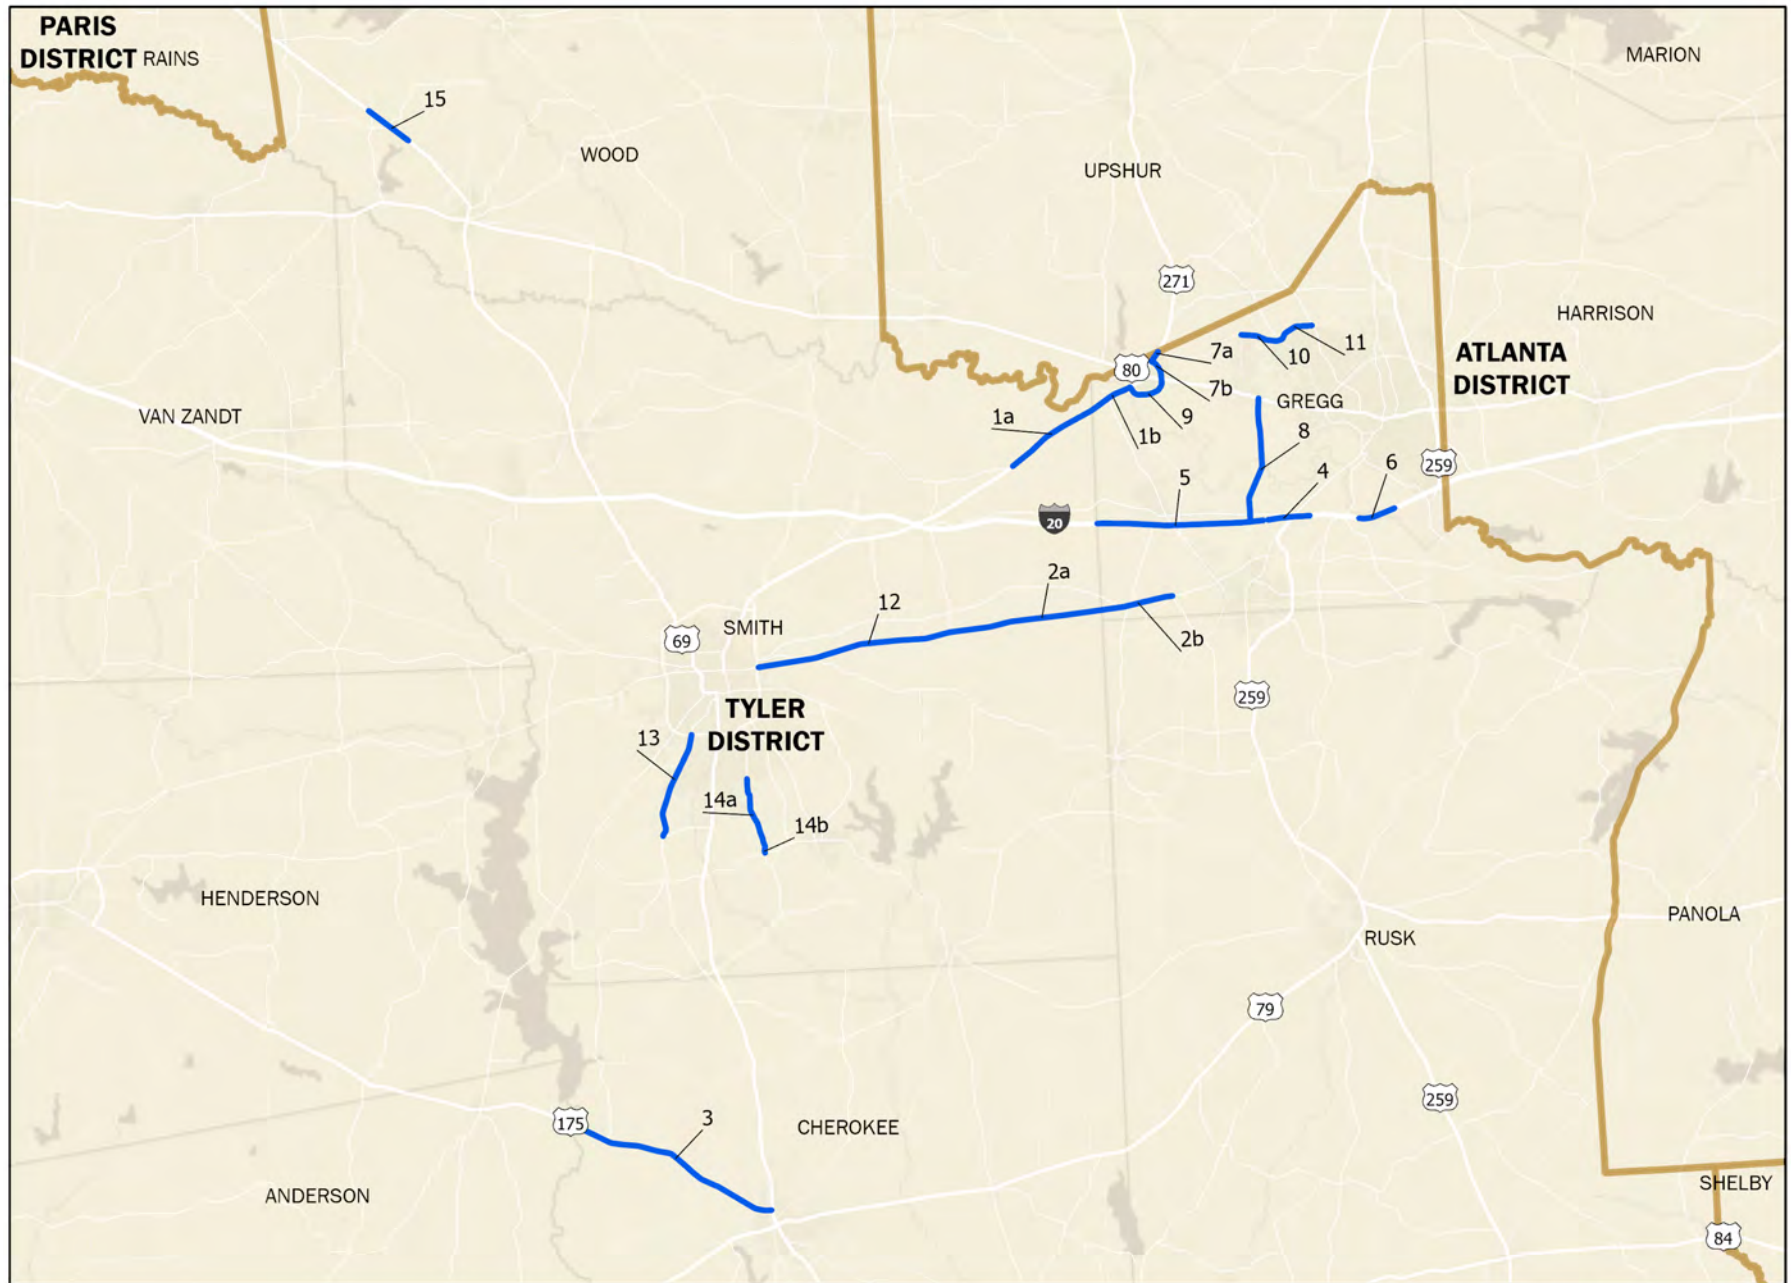 PARIS
DISTRICT
RAINS
MARION
15
WOOD
UPSHUR
271
HARRISON
7a
11
10
ATLANTA
DISTRICT
80
7b
GREGG
VAN ZANDT
1a
9
1b
8
259
5
4
6
20
2a
12
69
SMITH
2b
259
TYLER
DISTRICT
13
14a
14b
HENDERSON
PANOLA
RUSK
79
259
175
3
CHEROKEE
ANDERSON
SHELBY
84